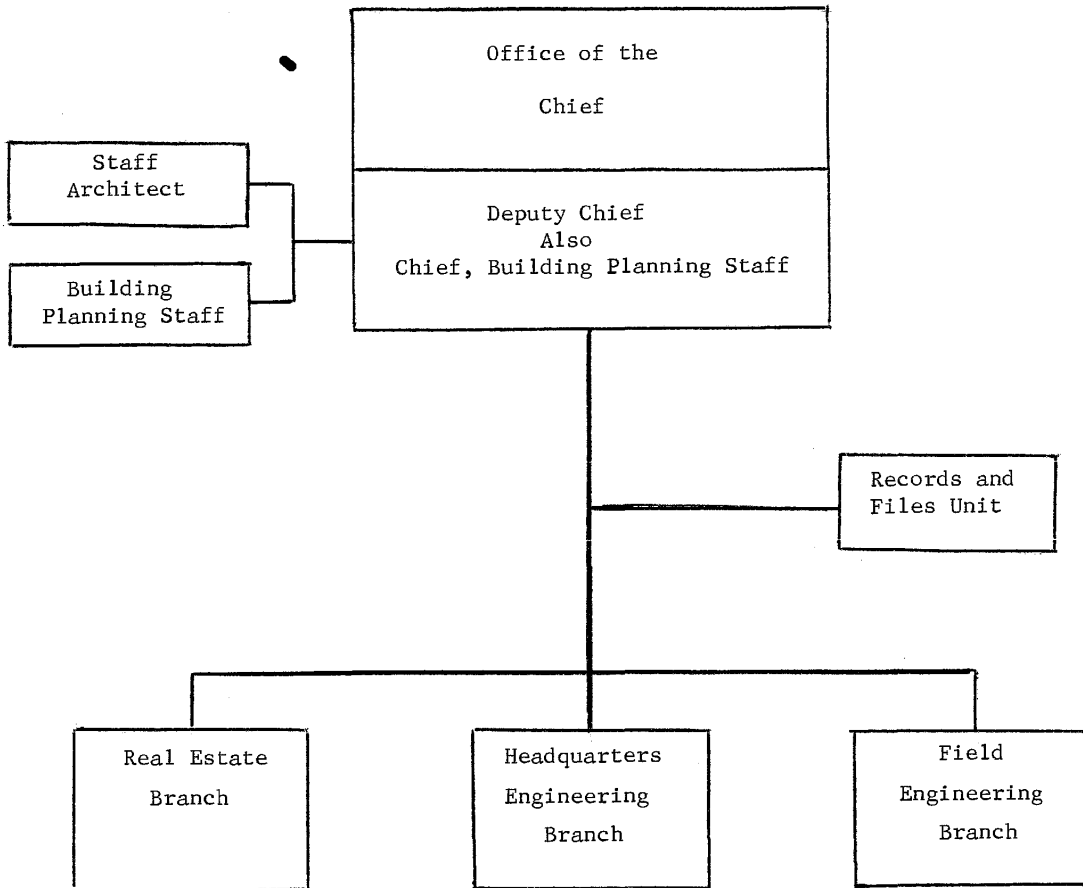 Office of the
Chief
Staff
Architect
Deputy Chief
Also
Chief, Building Planning Staff
Building
Planning Staff
Records and
Files Unit
Real Estate
Branch
Headquarters
Engineering
Branch
Field
Engineering
Branch